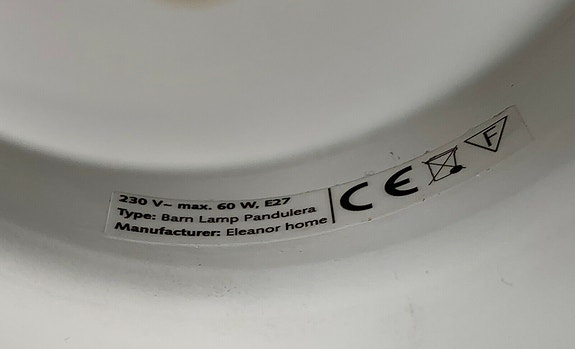 230 V~ max. 60 W, E27
Type: Barn Lamp Pandulera
Manufacturer: Eleanor home
CE
F